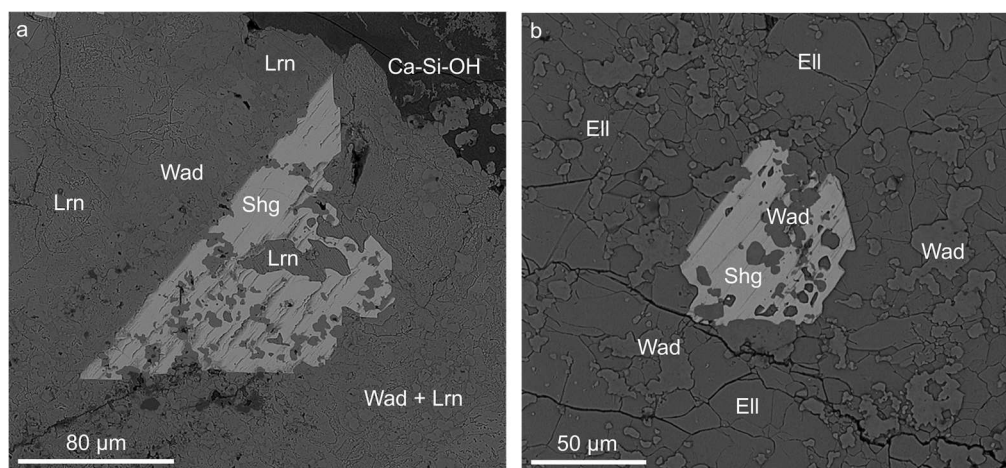 a
Lrn
Ca-Si-OH
Wad
Lrn
Shg
Lrn
Wad + Lrn
80 µm
b
Ell
Ell
Wad
Wad
Shg
Wad
Ell
50 µm